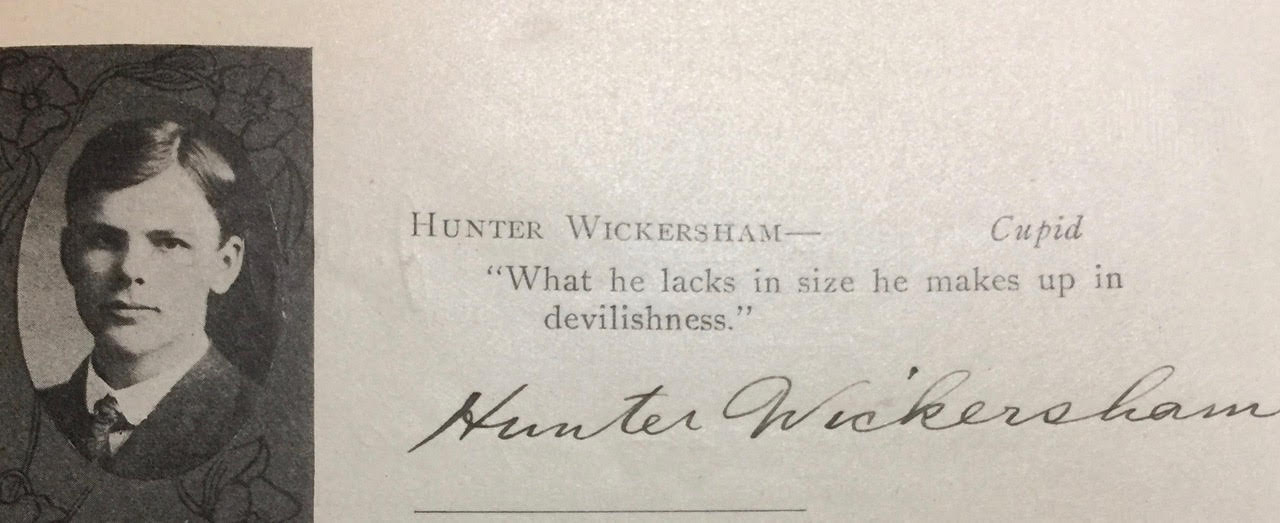 HUNTER WICKERSHAM— Cupid
“What he lacks in size he makes up in
devilishness.”
Hunter Wickersham